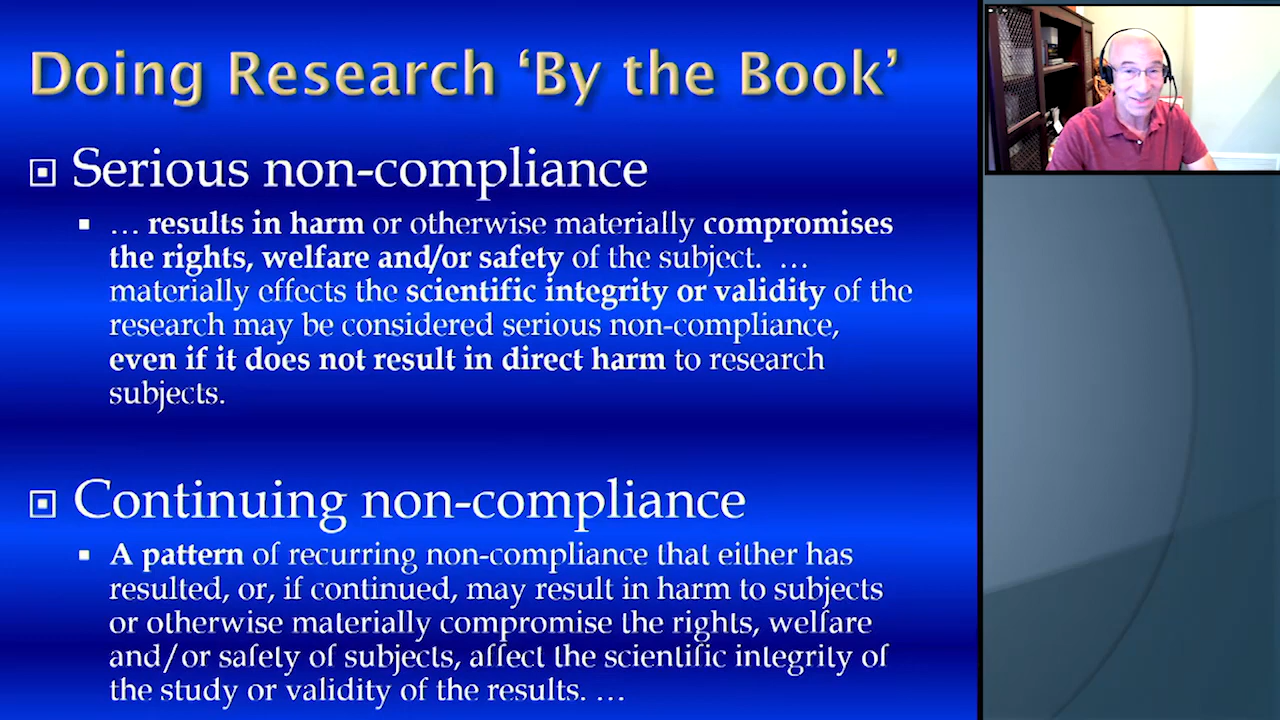 Doing Research ‘By the Book’
Serious non-compliance
… results in harm or otherwise materially compromises
the rights, welfare and/or safety of the subject. …
materially effects the scientific integrity or validity of the
research may be considered serious non-compliance,
even if it does not result in direct harm to research
subjects.
Continuing non-compliance
A pattern of recurring non-compliance that either has
resulted, or, if continued, may result in harm to subjects
or otherwise materially compromise the rights, welfare
and/or safety of subjects, affect the scientific integrity of
the study or validity of the results. …